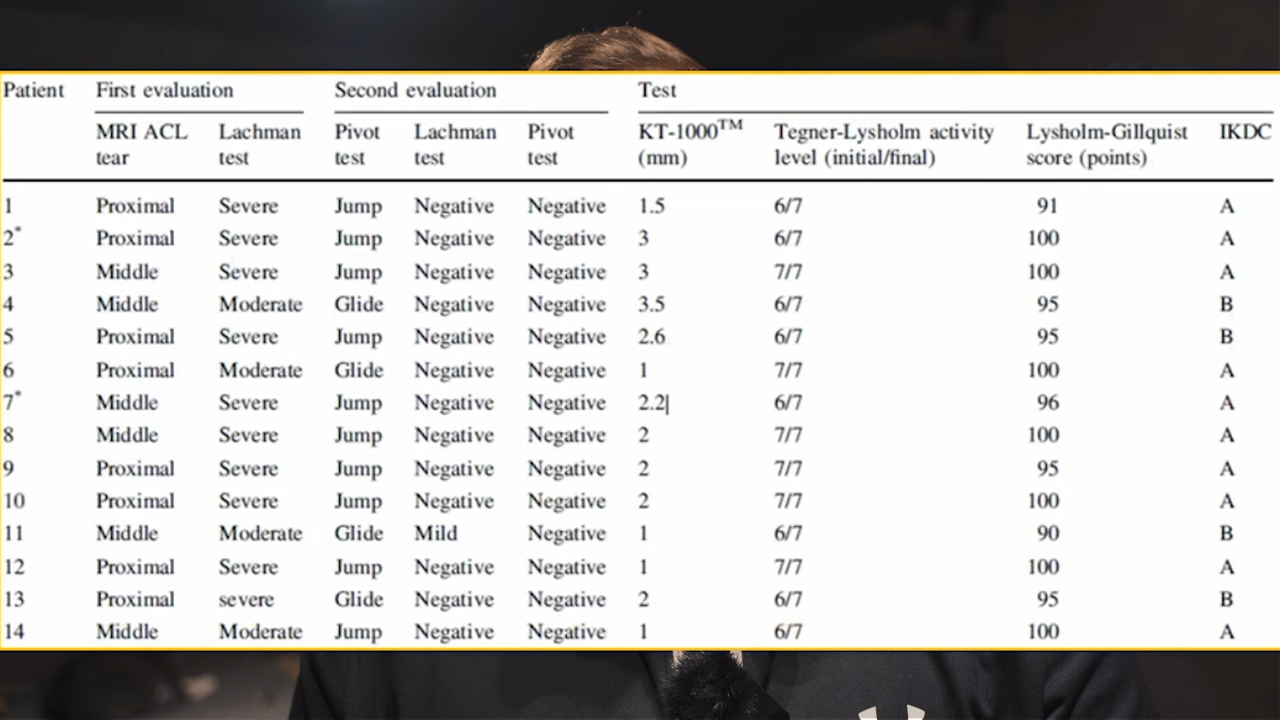 Patient First evaluation Second evaluation Test
MRI ACL Lachman Pivot Lachman Pivot KT-1000TM Tegner-Lysholm activity Lysholm-Gillquist IKDC
tear test test test test (mm) level (initial/final) score (points)
1 Proximal Severe Jump Negative Negative 1.5 6/7 91 A
2* Proximal Severe Jump Negative Negative 3 6/7 100 A
3 Middle Severe Jump Negative Negative 3 7/7 100 A
4 Middle Moderate Glide Negative Negative 3.5 6/7 95 B
5 Proximal Severe Jump Negative Negative 2.6 6/7 95 B
6 Proximal Moderate Glide Negative Negative 1 7/7 100 A
7* Middle Severe Jump Negative Negative 2.2| 6/7 96 A
8 Middle Severe Jump Negative Negative 2 7/7 100 A
9 Proximal Severe Jump Negative Negative 2 7/7 95 A
10 Proximal Severe Jump Negative Negative 2 7/7 100 A
11 Middle Moderate Glide Mild Negative 1 6/7 90 B
12 Proximal Severe Jump Negative Negative 1 7/7 100 A
13 Proximal severe Glide Negative Negative 2 6/7 95 B
14 Middle Moderate Jump Negative Negative 1 6/7 100 A